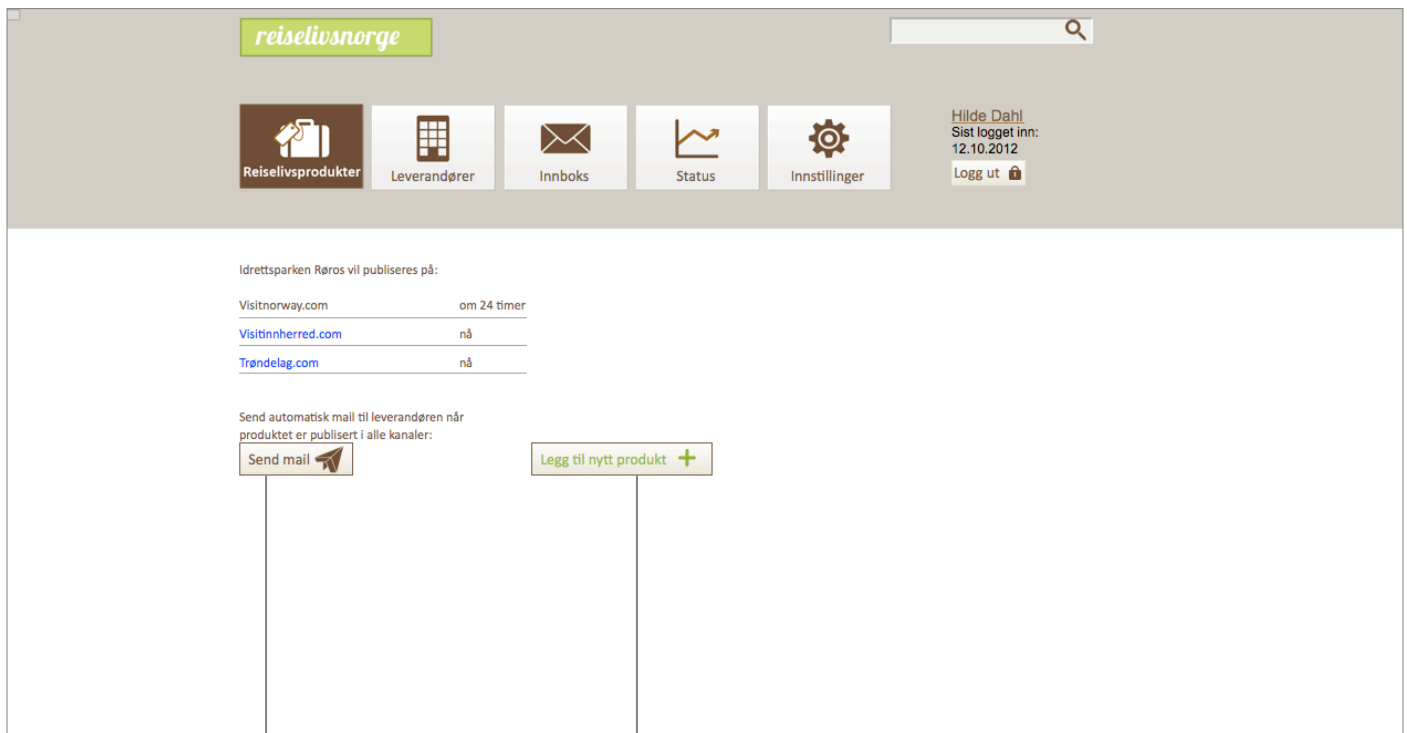 reiselivsnorge
Reiselivsprodukter
Leverandører
Innboks
Status
Innstillinger
Hilde Dahl
Sist logget inn:
12.10.2012
Logg ut
Idrettsparken Røros vil publiseres på:
Visitnorway.com om 24 timer
Visitinnherred.com nå
Trøndelag.com nå
Send automatisk mail til leverandøren når
produktet er publisert i alle kanaler:
Send mail
Legg til nytt produkt